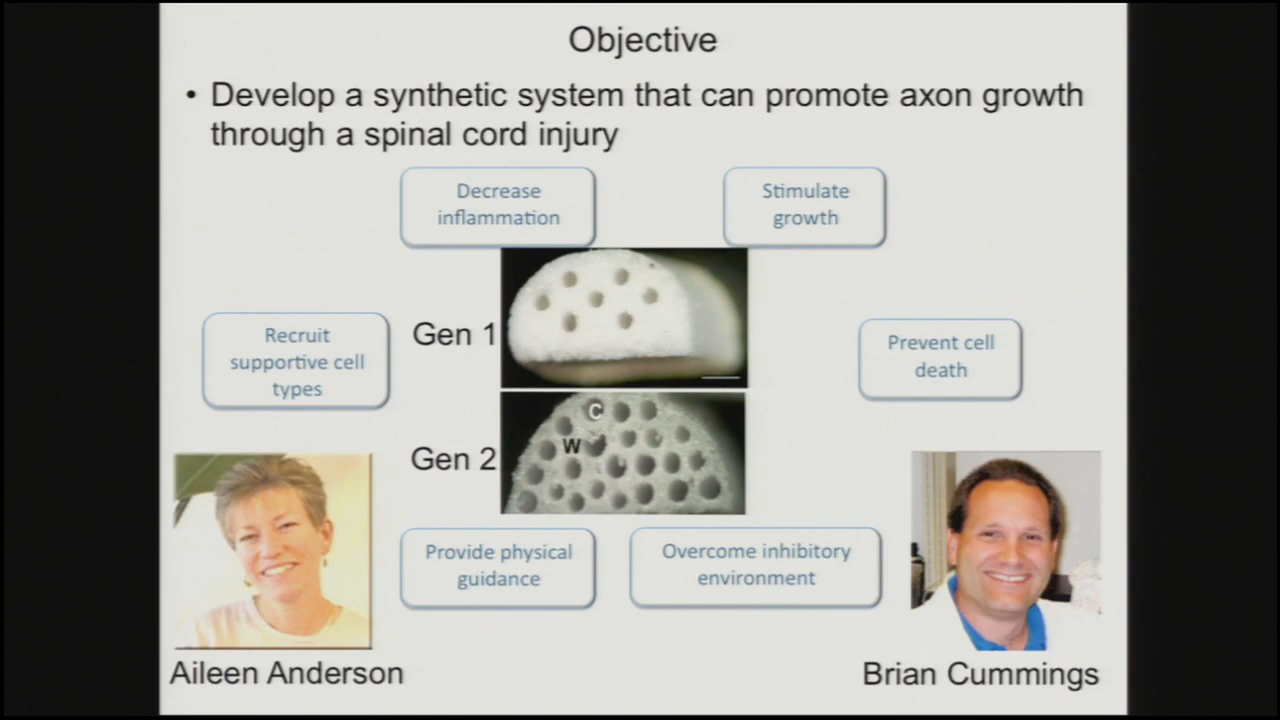 Objective
• Develop a synthetic system that can promote axon growth
through a spinal cord injury
Decrease
inflammation
Stimulate
growth
Recruit
supportive cell
types
Gen 1
Prevent cell
death
C
W
Gen 2
Provide physical
guidance
Overcome inhibitory
environment
Aileen Anderson
Brian Cummings